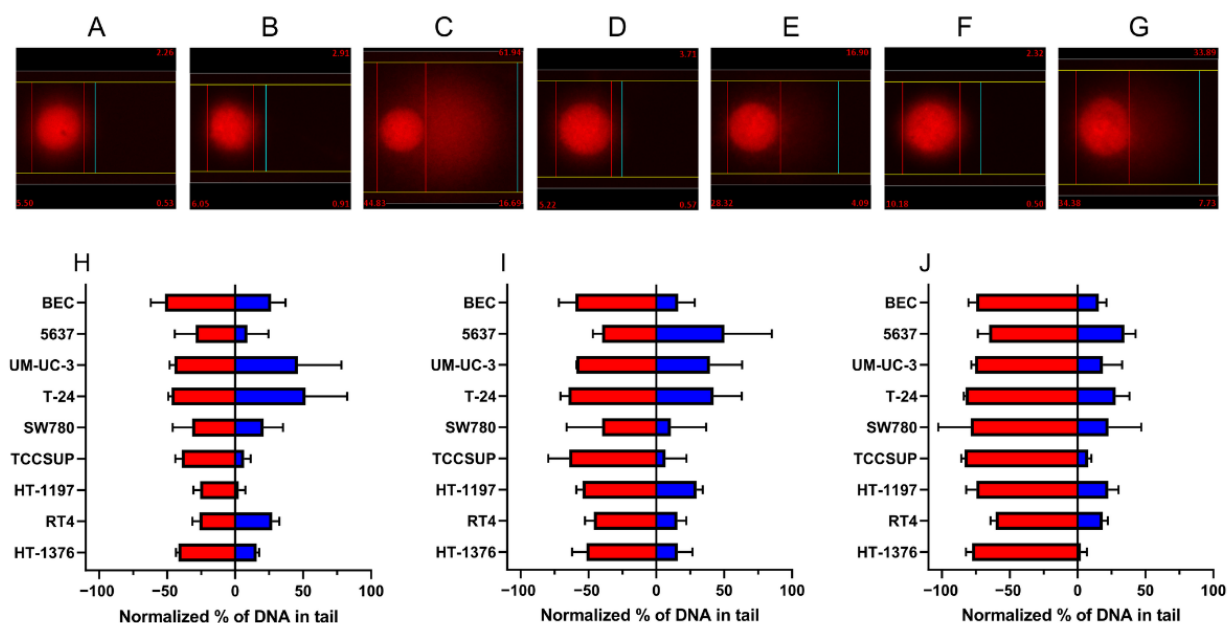 A B C D E F G
2.26 2.91 61.94 3.71 16.90 2.32 33.89
0.53 6.05 0.91 44.83 16.69 0.57 28.32 4.09 10.18 0.50 34.38 7.73
H I J
BEC BEC BEC
5637 5637 5637
UM-UC-3 UM-UC-3 UM-UC-3
T-24 T-24 T-24
SW780 SW780 SW780
TCCSUP TCCSUP TCCSUP
HT-1197 HT-1197 HT-1197
RT4 RT4 RT4
HT-1376 HT-1376 HT-1376
−100 −50 0 50 100 −100 −50 0 50 100 −100 −50 0 50 100
Normalized % of DNA in tail Normalized % of DNA in tail Normalized % of DNA in tail